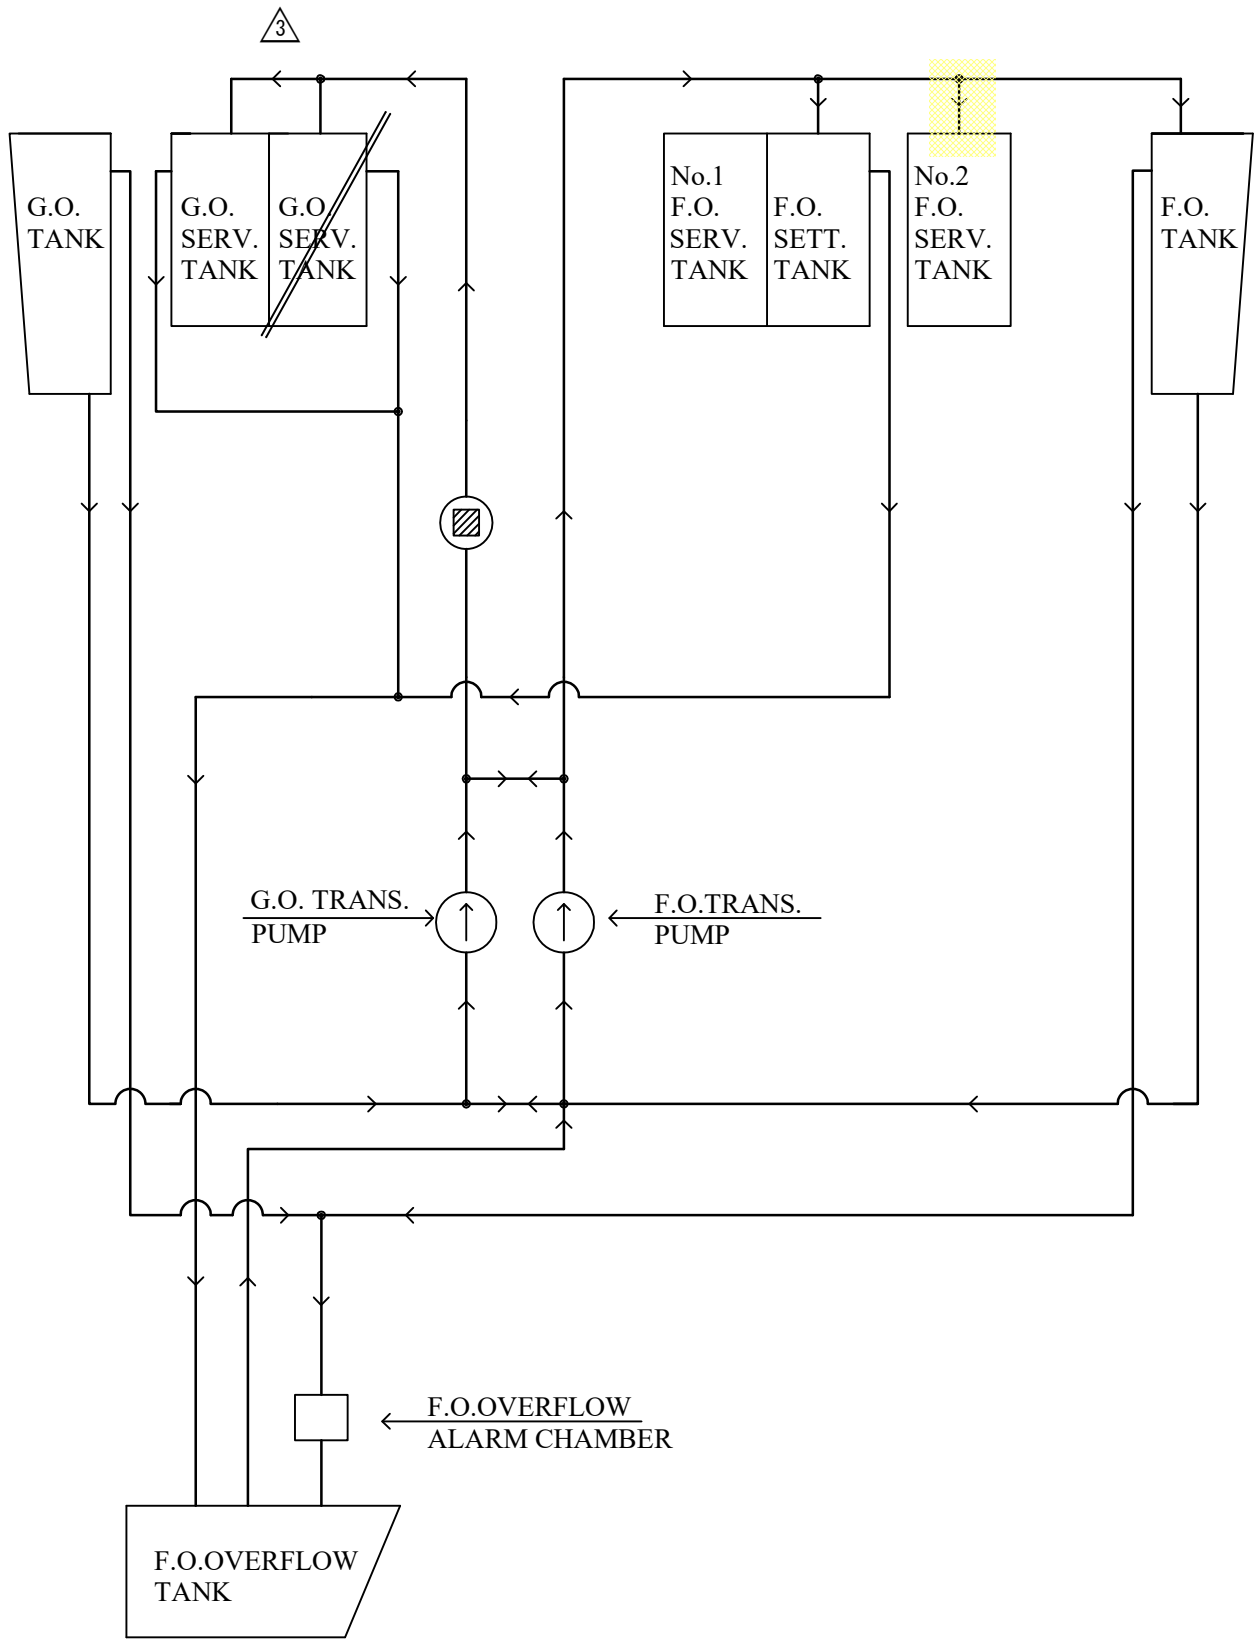 3
G.O.
TANK
G.O.
SERV.
TANK
G.O.
SERV.
TANK
No.1
F.O.
SERV.
TANK
F.O.
SETT.
TANK
No.2
F.O.
SERV.
TANK
F.O.
TANK
G.O. TRANS.
PUMP
F.O.TRANS.
PUMP
F.O.OVERFLOW
ALARM CHAMBER
F.O.OVERFLOW
TANK